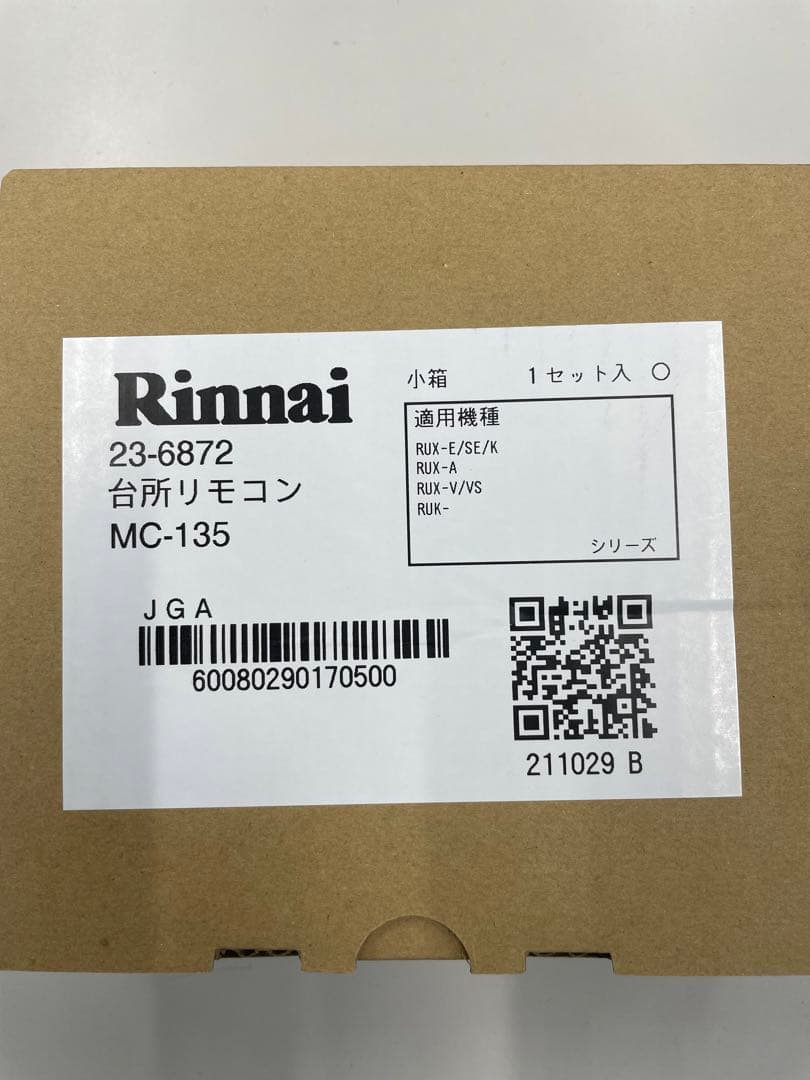 Rinnai
23-6872
台所リモコン
MC-135
小箱 1セット入 〇
適用機種
RUX-E/SE/K
RUX-A
RUX-V/VS
RUK-
シリーズ
JGA
60080290170500
211029 B